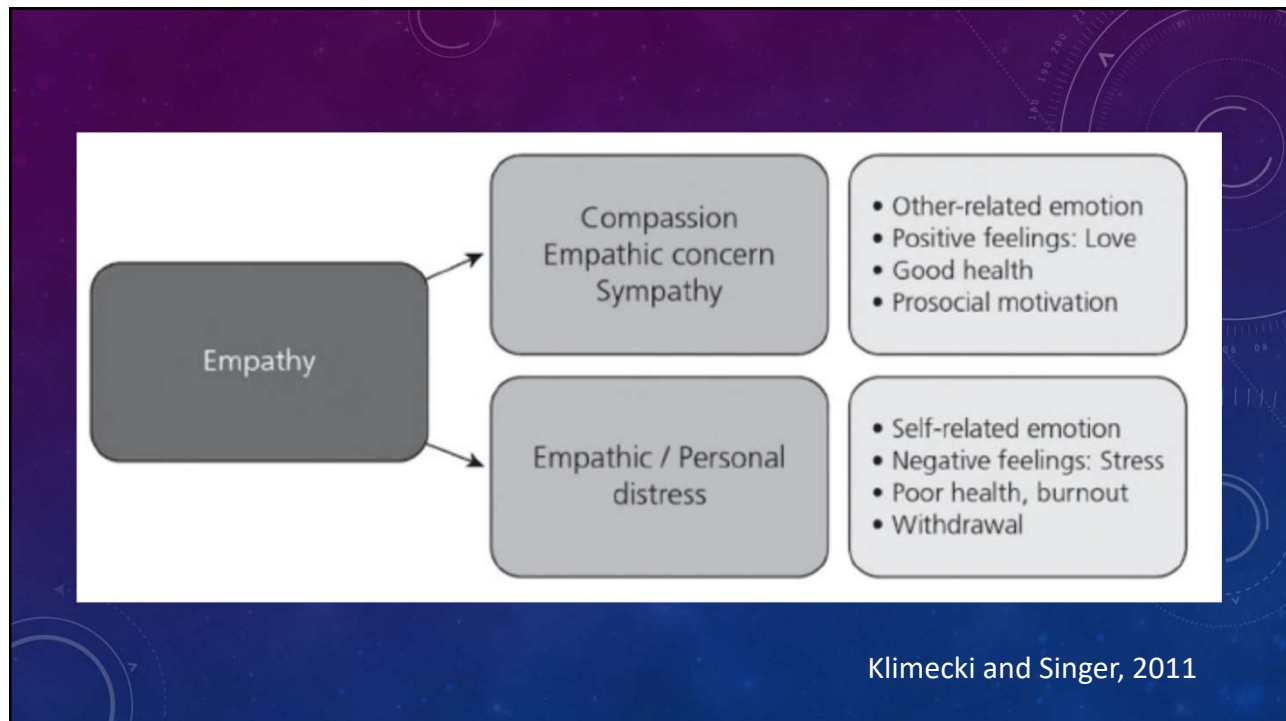 Empathy
Compassion
Empathic concern
Sympathy
• Other-related emotion
• Positive feelings: Love
• Good health
• Prosocial motivation
Empathic / Personal
distress
• Self-related emotion
• Negative feelings: Stress
• Poor health, burnout
• Withdrawal
Klimecki and Singer, 2011